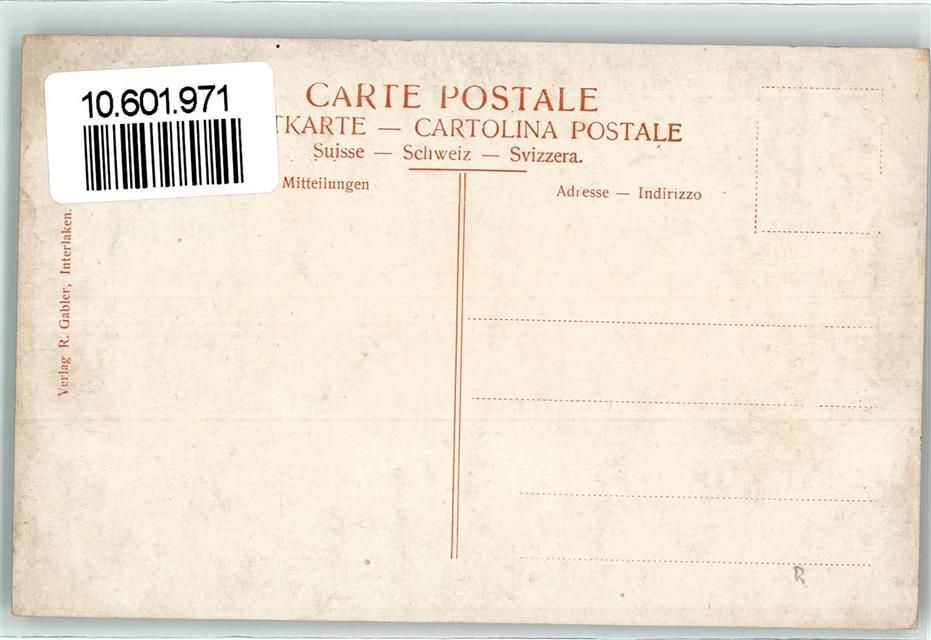 10.601.971
CARTE POSTALE
TKARTE — CARTOLINA POSTALE
Suisse — Schweiz — Svizzera.
Mitteilungen
Adresse — Indirizzo
Verlag R. Gabler, Interlaken.
R